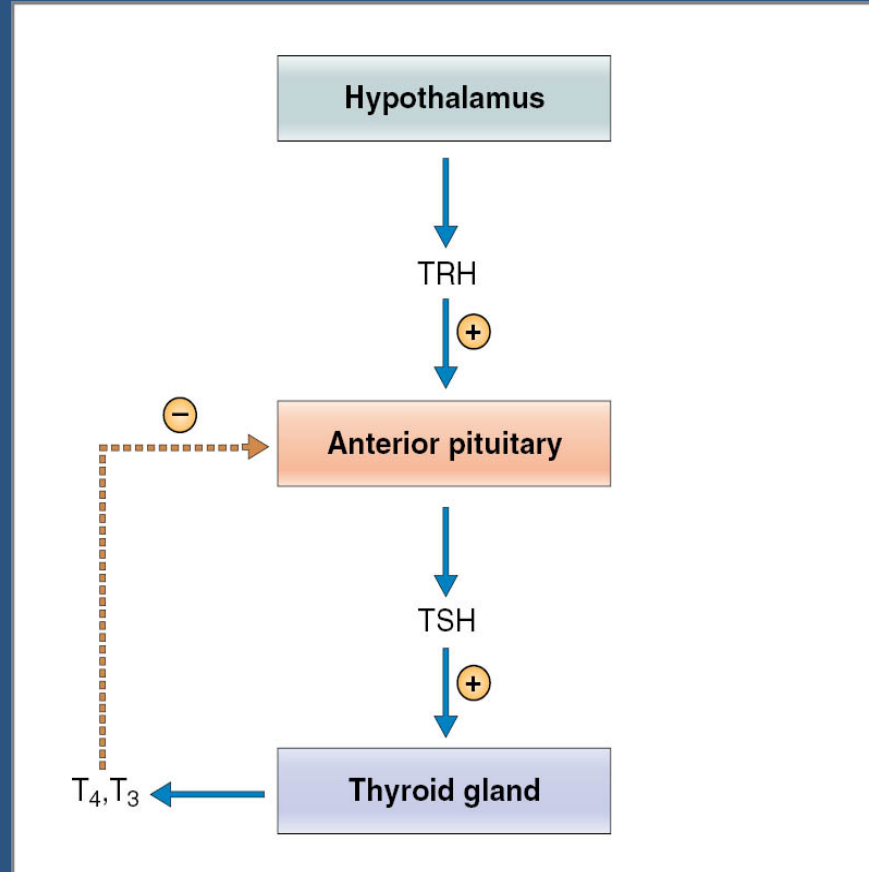 Hypothalamus
TRH
+
−
Anterior pituitary
TSH
+
T₄,T₃
Thyroid gland